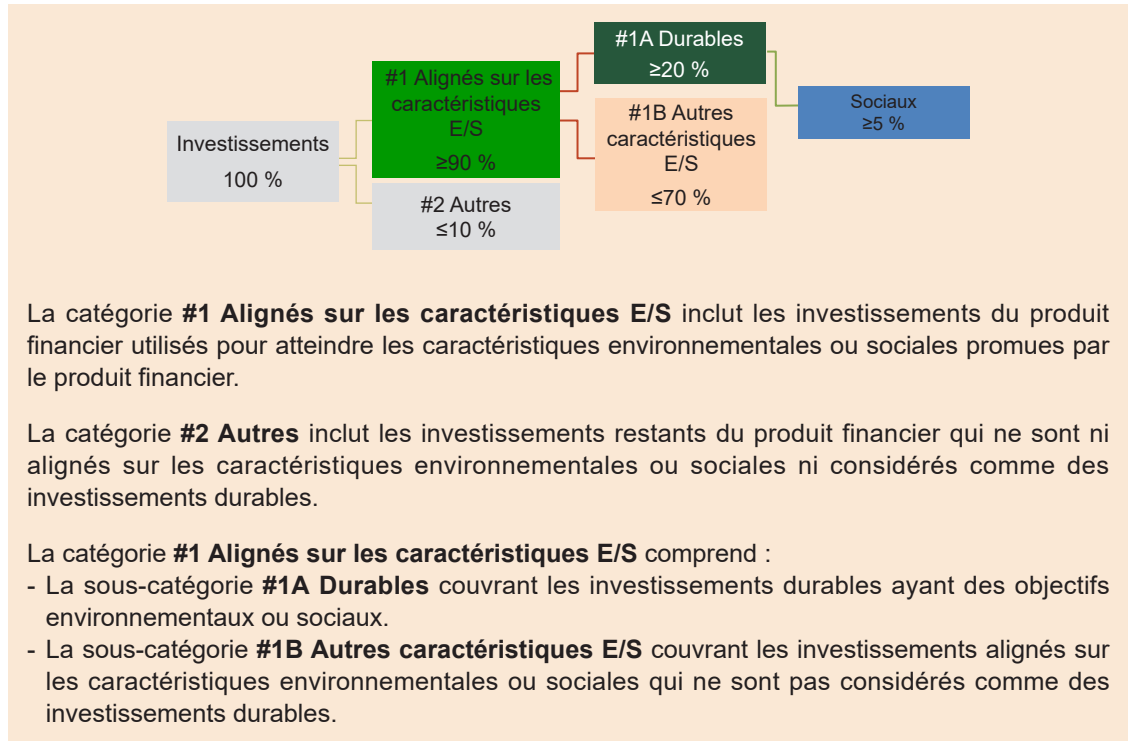 #1A Durables
≥20 %
#1 Alignés sur les
caractéristiques
E/S
≥90 %
Sociaux
≥5 %
#1B Autres
caractéristiques
E/S
≤70 %
Investissements
100 %
#2 Autres
≤10 %
La catégorie #1 Alignés sur les caractéristiques E/S inclut les investissements du produit
financier utilisés pour atteindre les caractéristiques environnementales ou sociales promues par
le produit financier.
La catégorie #2 Autres inclut les investissements restants du produit financier qui ne sont ni
alignés sur les caractéristiques environnementales ou sociales ni considérés comme des
investissements durables.
La catégorie #1 Alignés sur les caractéristiques E/S comprend :
- La sous-catégorie #1A Durables couvrant les investissements durables ayant des objectifs
environnementaux ou sociaux.
- La sous-catégorie #1B Autres caractéristiques E/S couvrant les investissements alignés sur
les caractéristiques environnementales ou sociales qui ne sont pas considérés comme des
investissements durables.